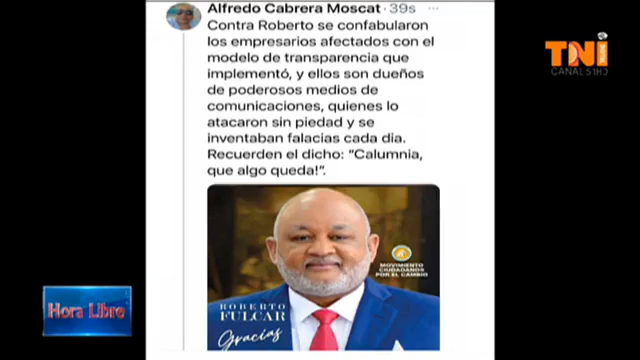 Alfredo Cabrera Moscat · 39s
Contra Roberto se confabularon
los empresarios afectados con el
modelo de transparencia que
implementó, y ellos son dueños
de poderosos medios de
comunicaciones, quienes lo
atacaron sin piedad y se
inventaban falacias cada dia.
Recuerden el dicho: "Calumnia,
que algo queda!".
TNi
CANAL 51HD
MOVIMIENTO
CIUDADANOS
POR EL CAMBIO
ROBERTO
FULCAR
Gracias
Hora Libre